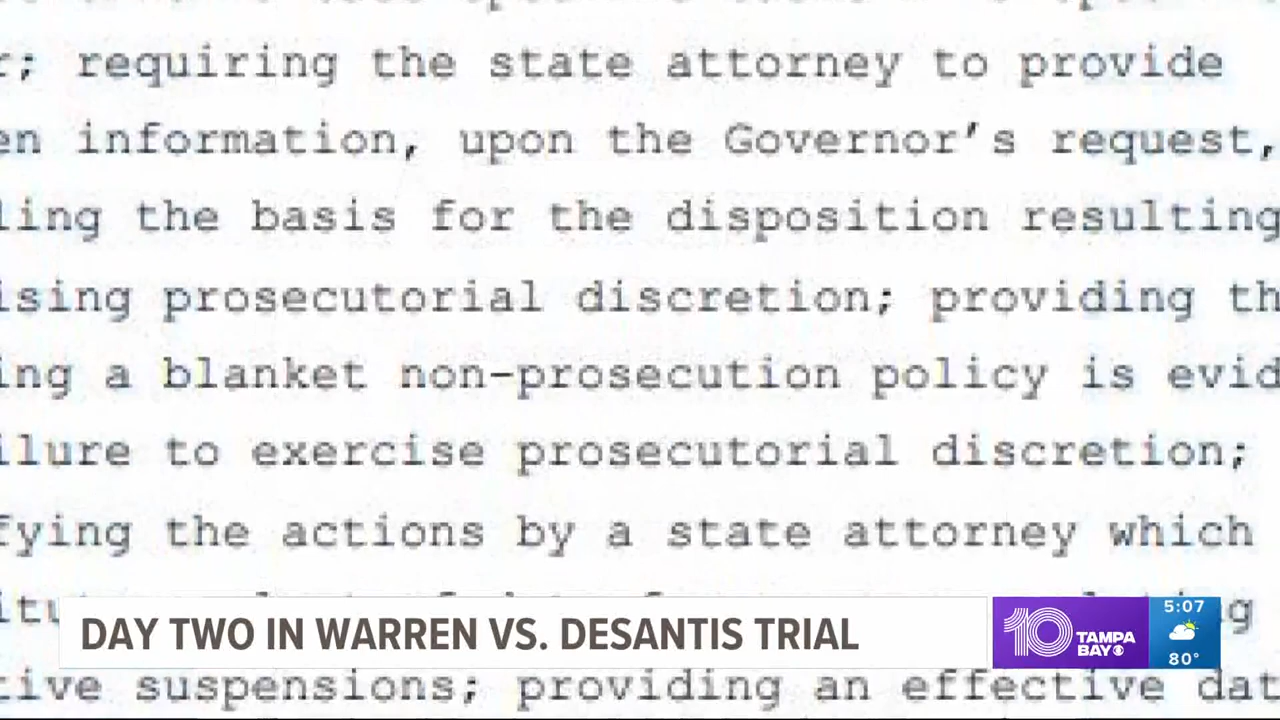 r; requiring the state attorney to provide
en information, upon the Governor's request,
ling the basis for the disposition resulting
ising prosecutorial discretion; providing th
ing a blanket non-prosecution policy is evid
ilure to exercise prosecutorial discretion;
fying the actions by a state attorney which
DAY TWO IN WARREN VS. DESANTIS TRIAL
10 TAMPA BAY
5:07
80°
tive suspensions; providing an effective dat